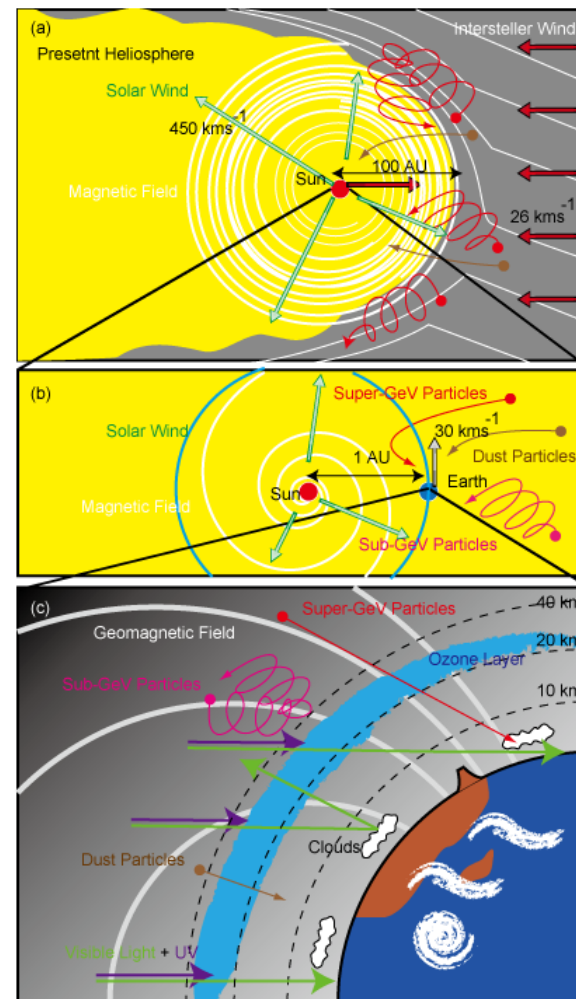 (a)
Intersteller Wind
Presetnt Heliosphere
Solar Wind
450 kms-1
100 AU
Sun
Magnetic Field
26 kms-1
(b)
Super-GeV Particles
Solar Wind
30 kms-1
Dust Particles
1 AU
Sun
Earth
Magnetic Field
Sub-GeV Particles
(c)
Super-GeV Particles
40 km
Geomagnetic Field
20 km
Ozone Layer
Sub-GeV Particles
10 km
Clouds
Dust Particles
Visible Light + UV